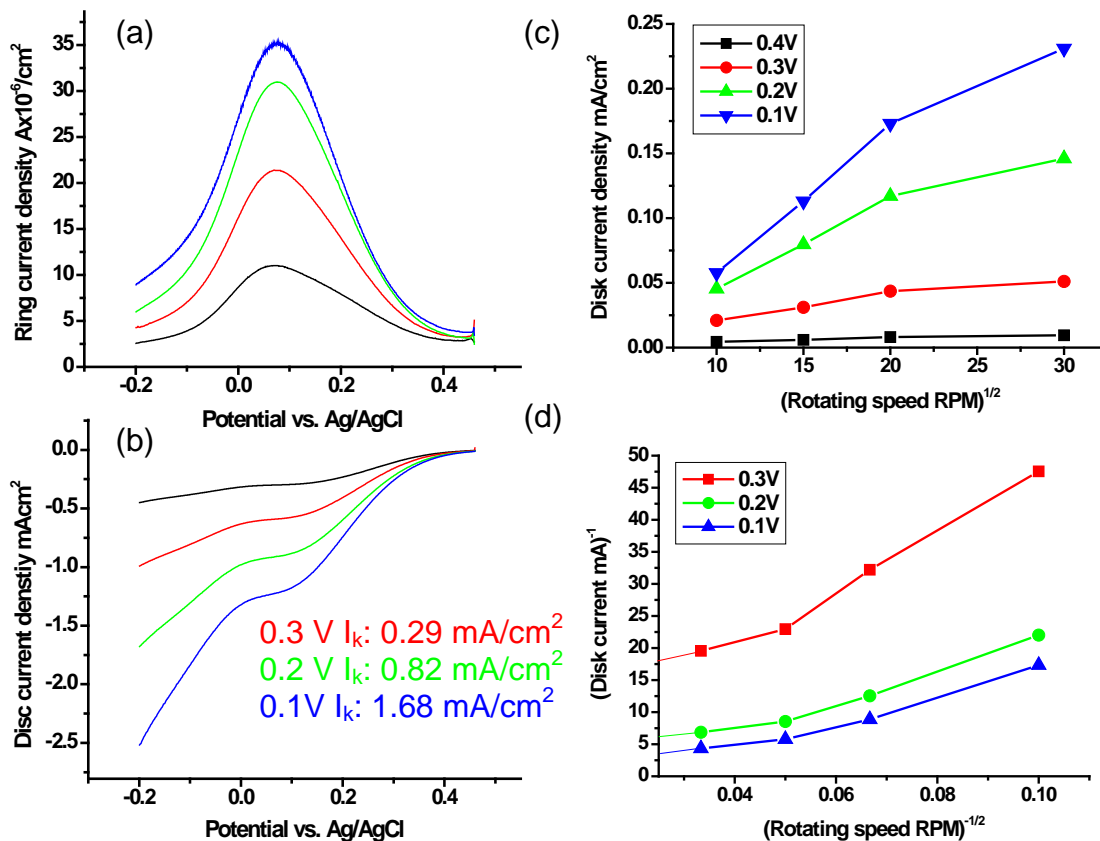 (a)
Ring current density Ax10⁻⁶/cm²
35
30
25
20
15
10
5
0
-0.2
0.0
0.2
0.4
Potential vs. Ag/AgCl
(c)
Disk current density mA/cm²
0.25
0.20
0.15
0.10
0.05
0.00
0.4V
0.3V
0.2V
0.1V
10
15
20
25
30
(Rotating speed RPM)^1/2
(b)
Disc current denstiy mAcm²
0.0
-0.5
-1.0
-1.5
-2.0
-2.5
0.3 V Iₖ: 0.29 mA/cm²
0.2 V Iₖ: 0.82 mA/cm²
0.1V Iₖ: 1.68 mA/cm²
-0.2
0.0
0.2
0.4
Potential vs. Ag/AgCl
(d)
(Disk current mA)⁻¹
50
45
40
35
30
25
20
15
10
5
0
0.3V
0.2V
0.1V
0.04
0.06
0.08
0.10
(Rotating speed RPM)^-1/2